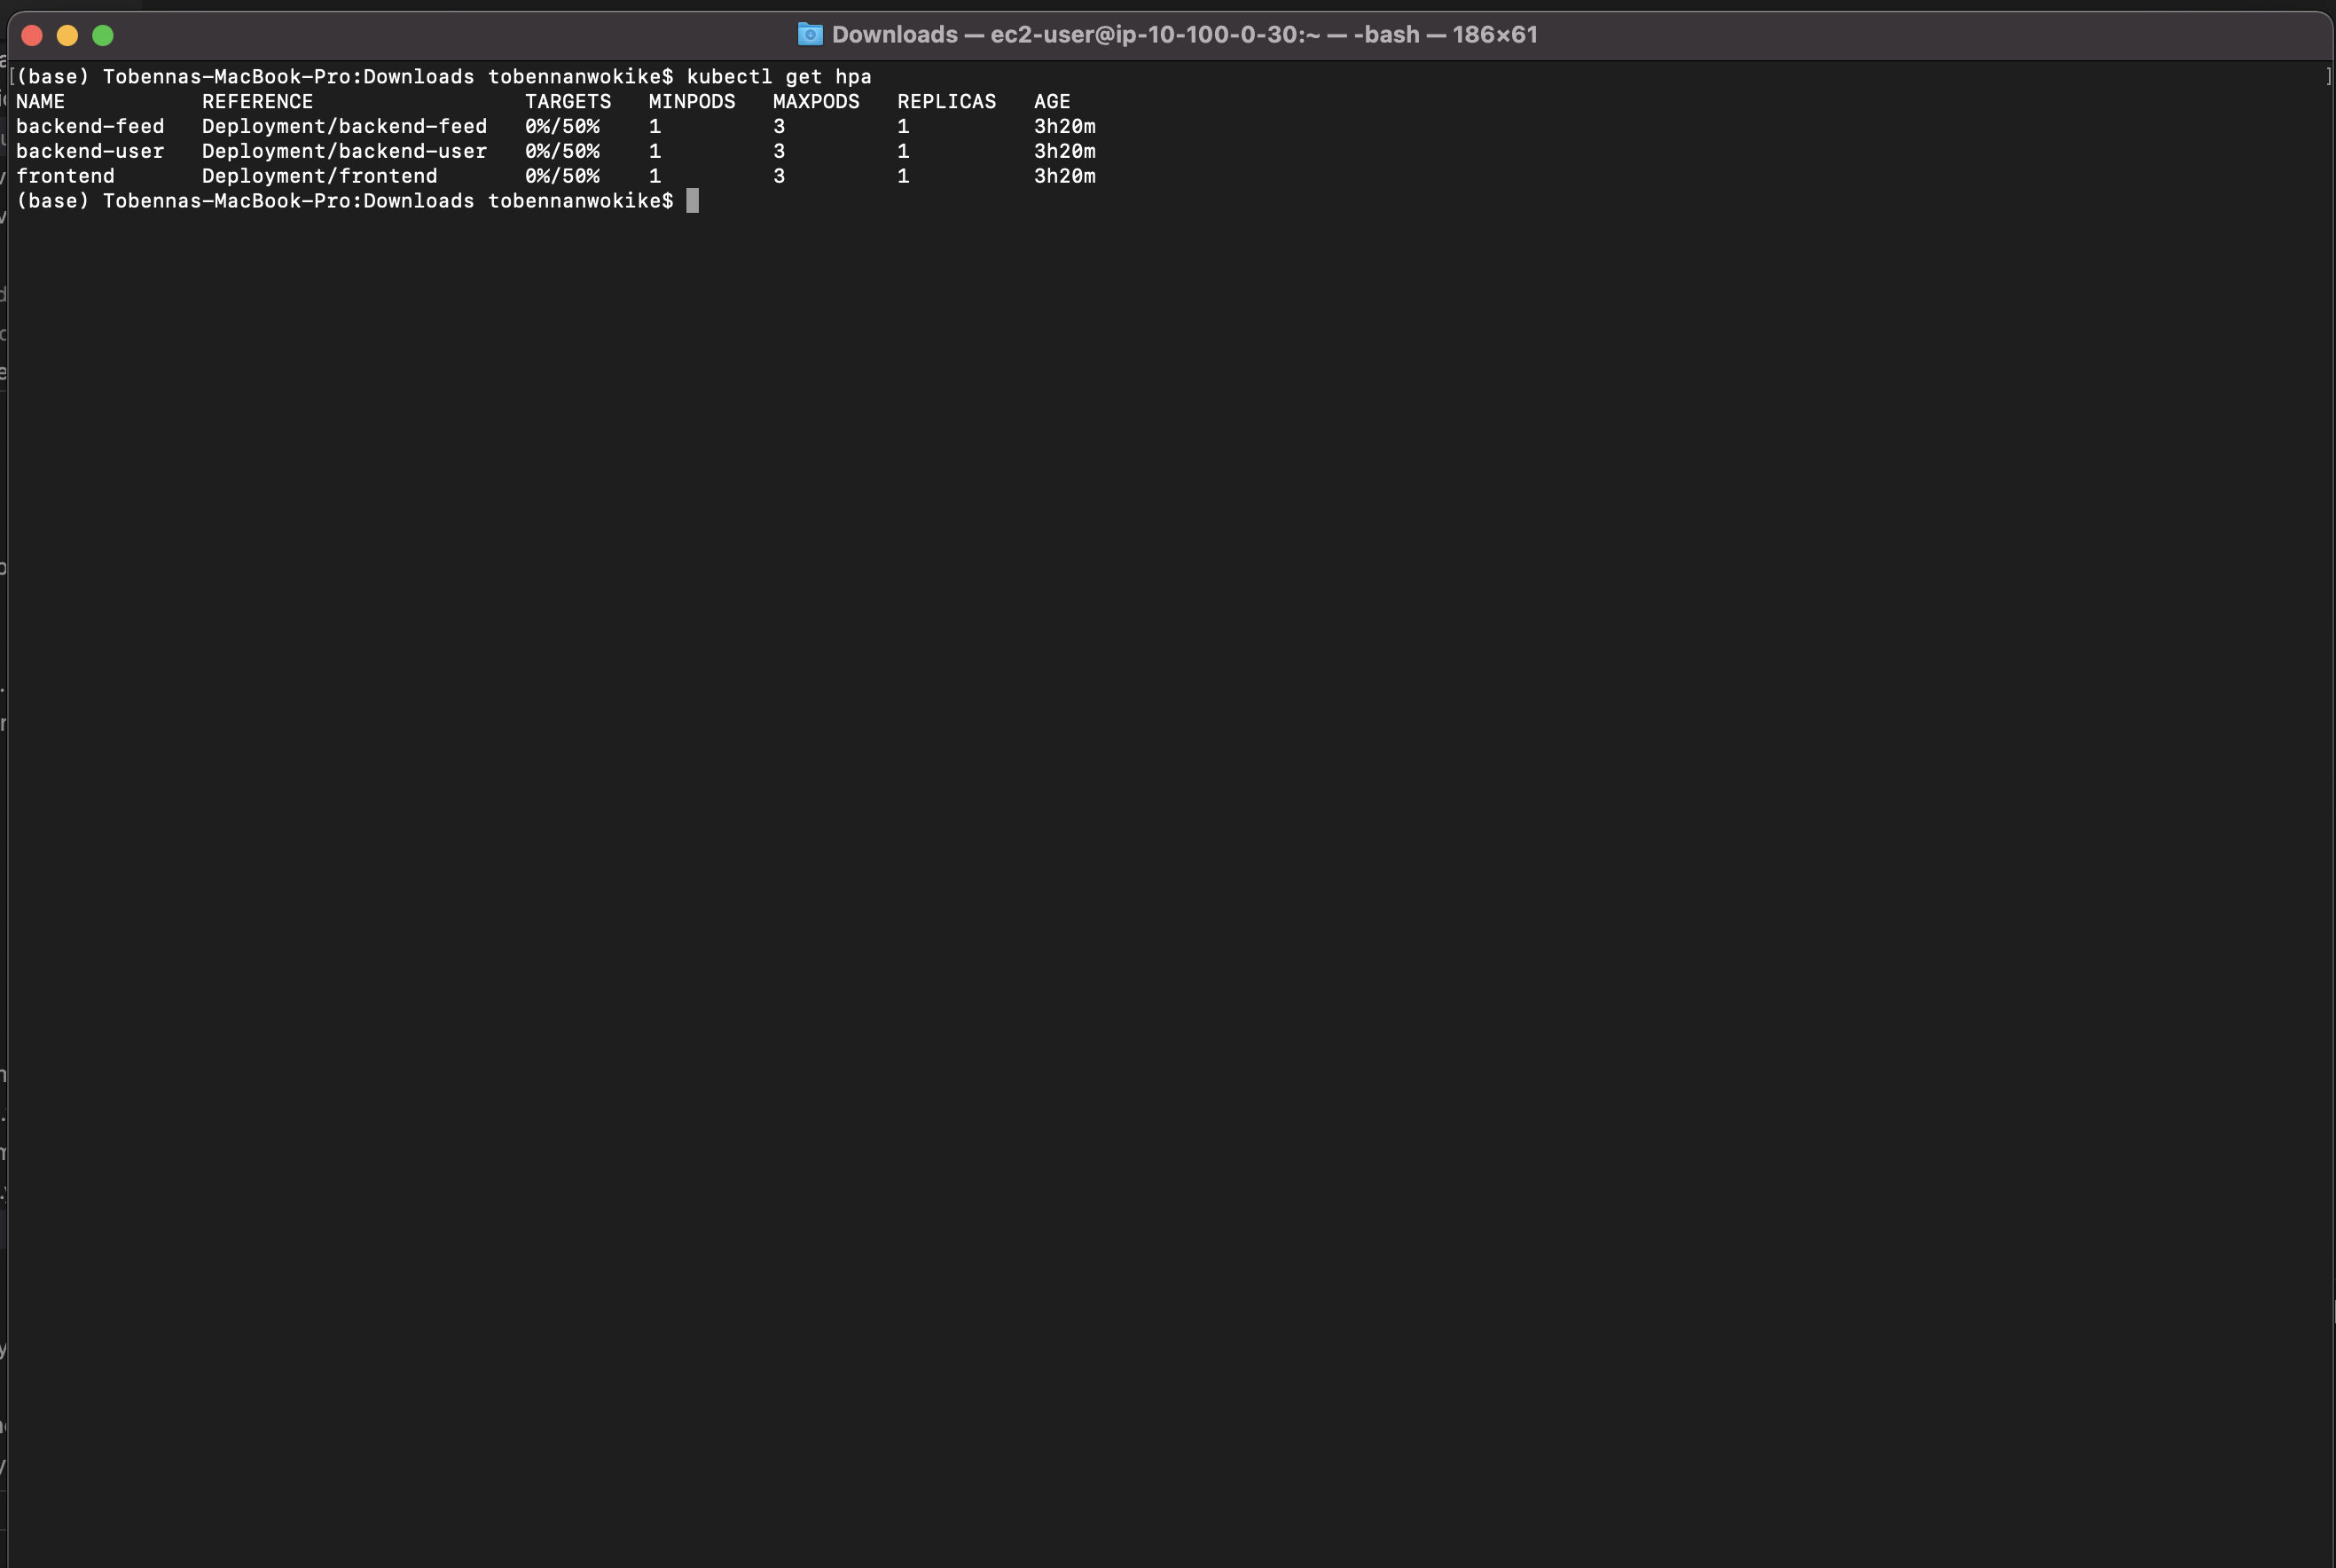 Downloads — ec2-user@ip-10-100-0-30:~ — -bash — 186×61
[(base) Tobennas-MacBook-Pro:Downloads tobennanwokike$ kubectl get hpa ]
NAME REFERENCE TARGETS MINPODS MAXPODS REPLICAS AGE
backend-feed Deployment/backend-feed 0%/50% 1 3 1 3h20m
backend-user Deployment/backend-user 0%/50% 1 3 1 3h20m
frontend Deployment/frontend 0%/50% 1 3 1 3h20m
(base) Tobennas-MacBook-Pro:Downloads tobennanwokike$